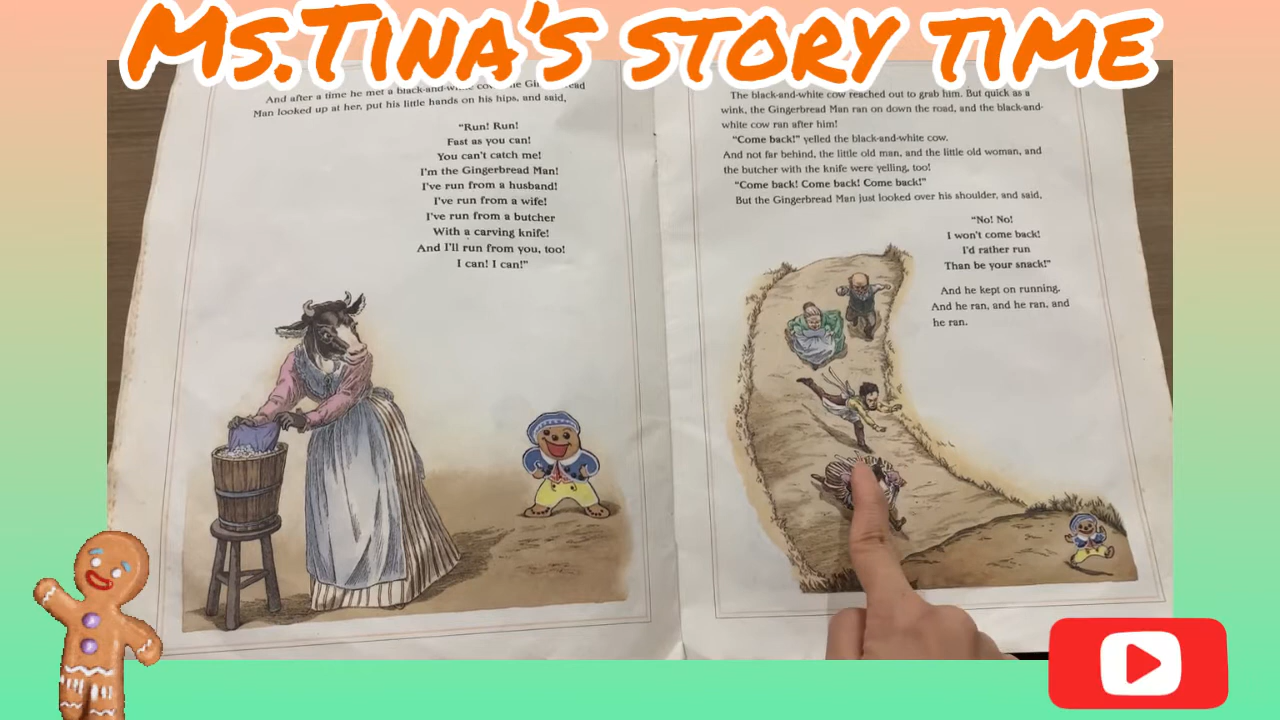 Ms.Tina's story time
And after a time he met a black-and-white cow. The Gingerbread
Man looked up at her, put his little hands on his hips, and said,
"Run! Run!
Fast as you can!
You can't catch me!
I'm the Gingerbread Man!
I've run from a husband!
I've run from a wife!
I've run from a butcher
With a carving knife!
And I'll run from you, too!
I can! I can!"
The black-and-white cow reached out to grab him. But quick as a
wink, the Gingerbread Man ran on down the road, and the black-and-
white cow ran after him!
"Come back!" yelled the black-and-white cow.
And not far behind, the little old man, and the little old woman, and
the butcher with the knife were yelling, too!
"Come back! Come back! Come back!"
But the Gingerbread Man just looked over his shoulder, and said,
"No! No!
I won't come back!
I'd rather run
Than be your snack!"
And he kept on running.
And he ran, and he ran, and
he ran.